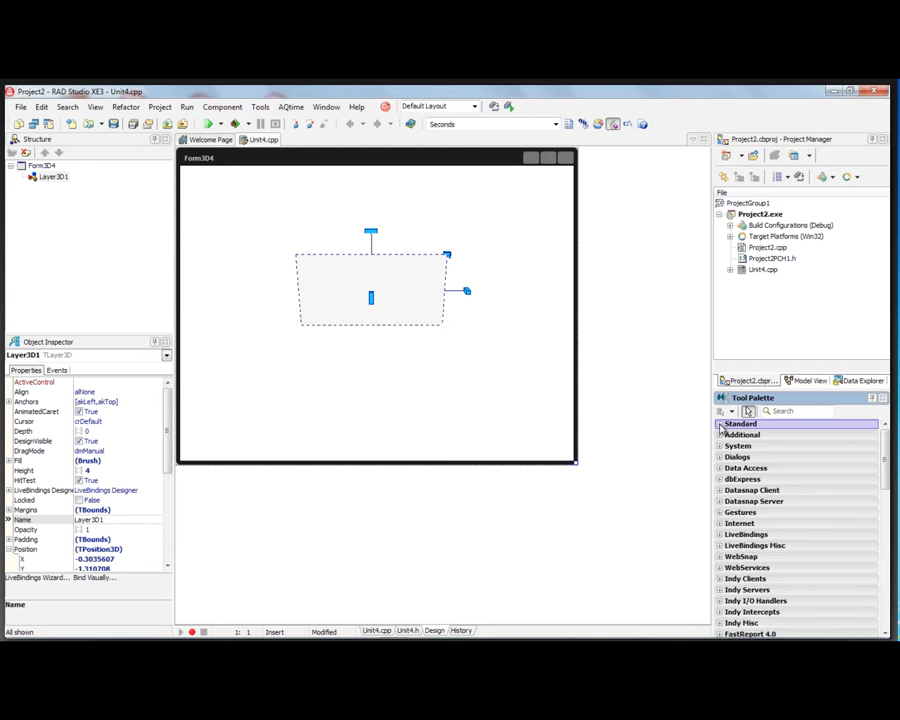 Project2 - RAD Studio XE3 - Unit4.cpp
File Edit Search View Refactor Project Run Component Tools AQtime Window Help Default Layout
Seconds
Structure
Form3D4
Layer3D1
Welcome Page Unit4.cpp
Form3D4
Project2.cbproj - Project Manager
File
ProjectGroup1
Project2.exe
Build Configurations (Debug)
Target Platforms (Win32)
Project2.cpp
Project2PCH1.h
Unit4.cpp
Project2.cbpr... Model View Data Explorer
Object Inspector
Layer3D1 TLayer3D
Properties Events
ActiveControl
Align alNone
Anchors [akLeft,akTop]
AnimatedCaret True
Cursor crDefault
Depth 0
DesignVisible True
DragMode dmManual
Fill (Brush)
Height 4
HitTest True
LiveBindings Designer LiveBindings Designer
Locked False
Margins (TBounds)
Name Layer3D1
Opacity 1
Padding (TBounds)
Position (TPosition3D)
X -0.3035607
Y -1.310708
LiveBindings Wizard... Bind Visually...
Name
All shown
1: 1 Insert Modified
Unit4.cpp Unit4.h Design History
Tool Palette
Search
Standard
Additional
System
Dialogs
Data Access
dbExpress
Datasnap Client
Datasnap Server
Gestures
Internet
LiveBindings
LiveBindings Misc
WebSnap
WebServices
Indy Clients
Indy Servers
Indy I/O Handlers
Indy Intercepts
Indy Misc
FastReport 4.0